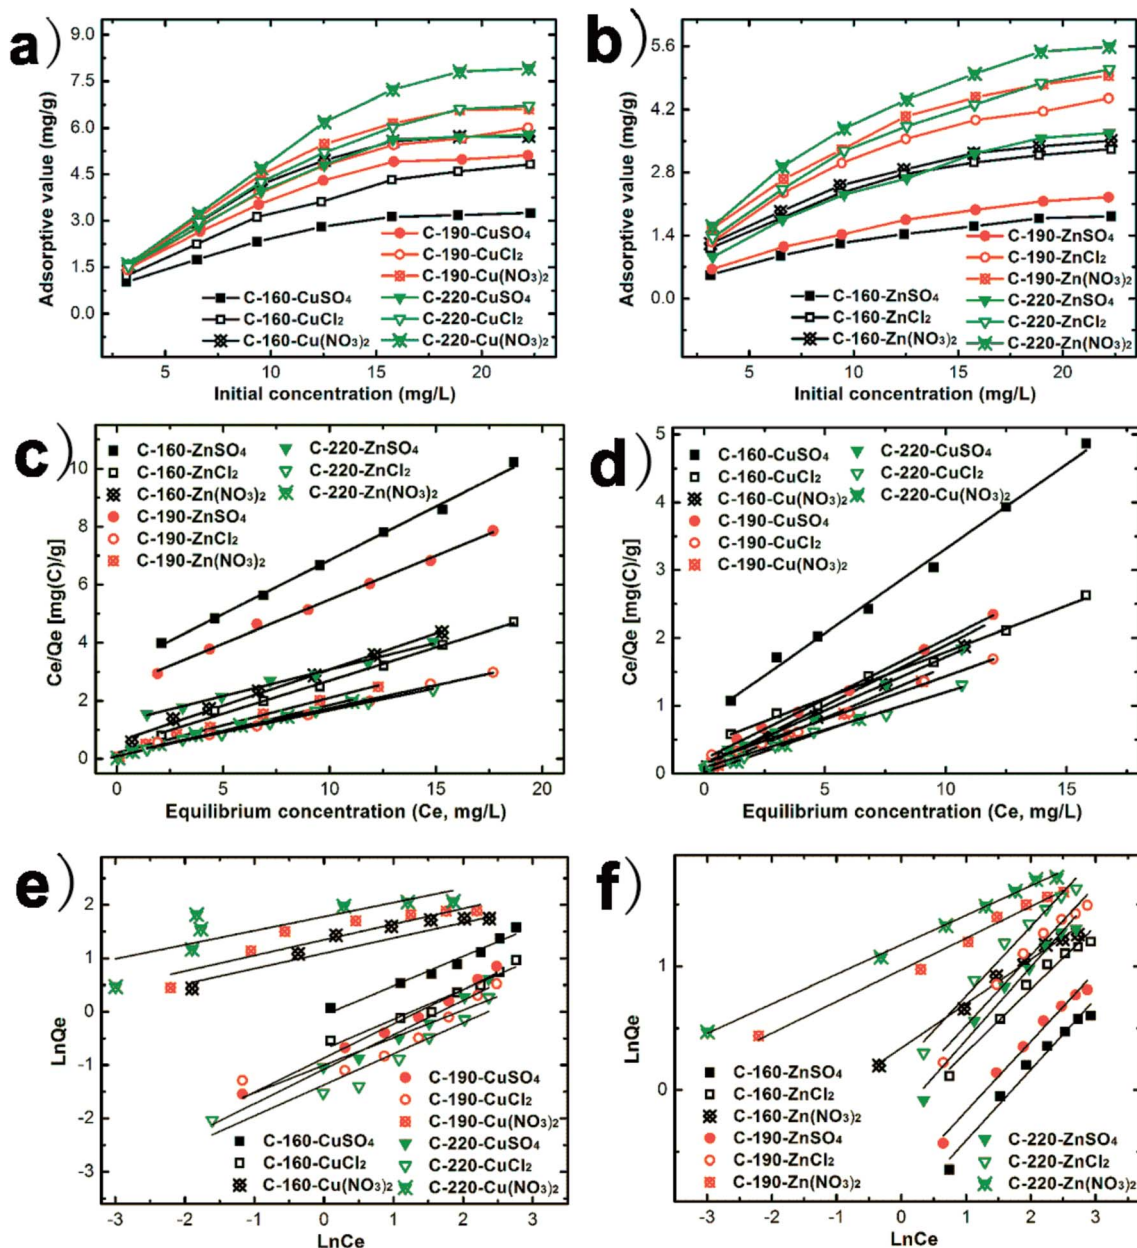 a)
Adsorptive value (mg/g)
9.0
7.5
6.0
4.5
3.0
1.5
0.0
C-190-CuSO4
C-190-CuCl2
C-190-Cu(NO3)2
C-160-CuSO4
C-220-CuSO4
C-160-CuCl2
C-220-CuCl2
C-160-Cu(NO3)2
C-220-Cu(NO3)2
5 10 15 20
Initial concentration (mg/L)
b)
Adsorptive value (mg/g)
5.6
4.2
2.8
1.4
0.0
C-190-ZnSO4
C-190-ZnCl2
C-190-Zn(NO3)2
C-160-ZnSO4
C-220-ZnSO4
C-160-ZnCl2
C-220-ZnCl2
C-160-Zn(NO3)2
C-220-Zn(NO3)2
5 10 15 20
Initial concentration (mg/L)
c)
Ce/Qe [mg(C)/g]
10
8
6
4
2
0
C-160-ZnSO4
C-220-ZnSO4
C-160-ZnCl2
C-220-ZnCl2
C-160-Zn(NO3)2
C-220-Zn(NO3)2
C-190-ZnSO4
C-190-ZnCl2
C-190-Zn(NO3)2
0 5 10 15 20
Equilibrium concentration (Ce, mg/L)
d)
Ce/Qe [mg(C)/g]
5
4
3
2
1
0
C-160-CuSO4
C-220-CuSO4
C-160-CuCl2
C-220-CuCl2
C-160-Cu(NO3)2
C-220-Cu(NO3)2
C-190-CuSO4
C-190-CuCl2
C-190-Cu(NO3)2
0 5 10 15
Equilibrium concentration (Ce, mg/L)
e)
LnQe
2
1
0
-1
-2
-3
C-190-CuSO4
C-190-CuCl2
C-190-Cu(NO3)2
C-160-CuSO4
C-220-CuSO4
C-160-CuCl2
C-220-CuCl2
C-160-Cu(NO3)2
C-220-Cu(NO3)2
-3 -2 -1 0 1 2 3
LnCe
f)
LnQe
1
0
C-160-ZnSO4
C-160-ZnCl2
C-160-Zn(NO3)2
C-190-ZnSO4
C-220-ZnSO4
C-190-ZnCl2
C-220-ZnCl2
C-190-Zn(NO3)2
C-220-Zn(NO3)2
-3 -2 -1 0 1 2 3
LnCe